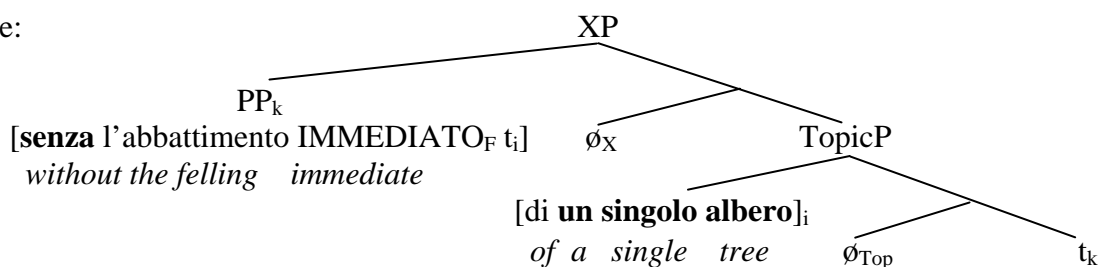 e:
XP
PPk
[senza l’abbattimento IMMEDIATOF ti] øX TopicP
without the felling immediate
[di un singolo albero]i
of a single tree øTop tk